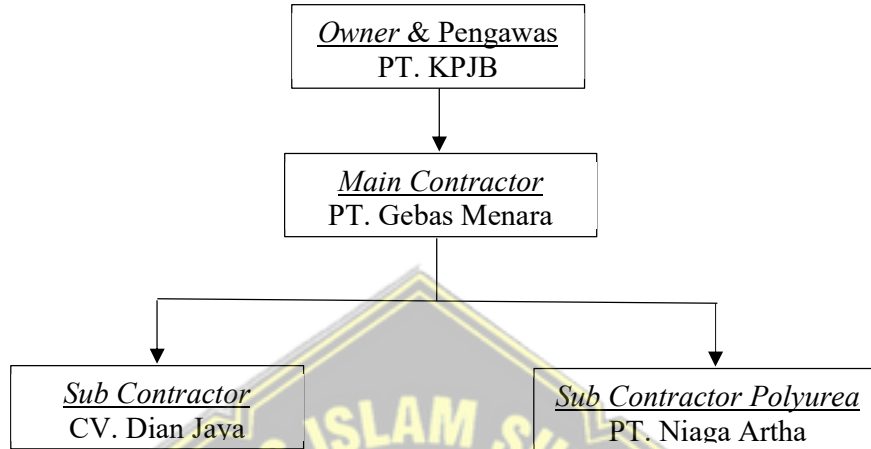 Owner & Pengawas
PT. KPJB
Main Contractor
PT. Gebas Menara
Sub Contractor
CV. Dian Jaya
Sub Contractor Polyurea
PT. Niaga Artha
ISLAM